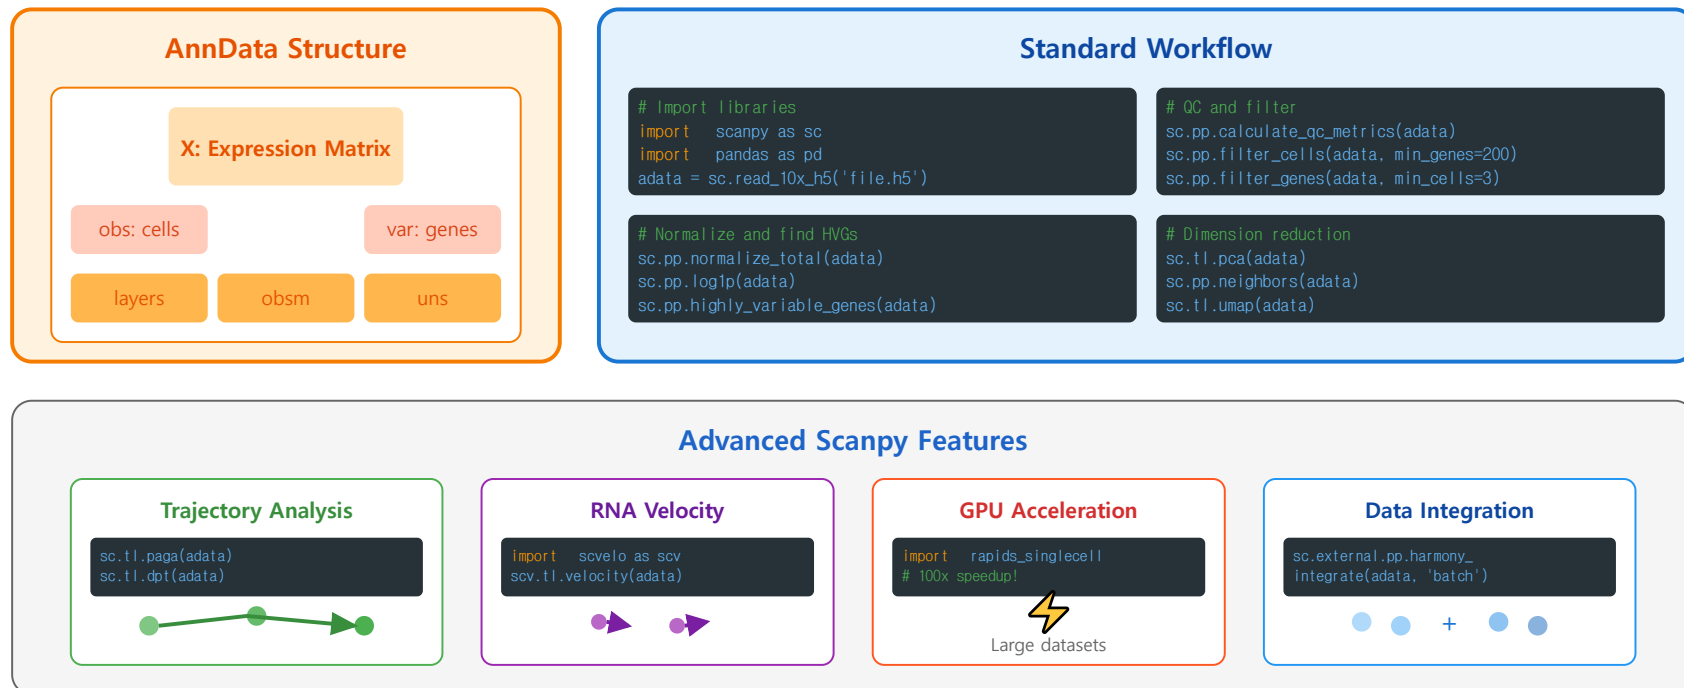 AnnData Structure
X: Expression Matrix
obs: cells
var: genes
layers
obsm
uns
Standard Workflow
# Import libraries
import scanpy as sc
import pandas as pd
adata = sc.read_10x_h5('file.h5')
# QC and filter
sc.pp.calculate_qc_metrics(adata)
sc.pp.filter_cells(adata, min_genes=200)
sc.pp.filter_genes(adata, min_cells=3)
# Normalize and find HVGs
sc.pp.normalize_total(adata)
sc.pp.log1p(adata)
sc.pp.highly_variable_genes(adata)
# Dimension reduction
sc.tl.pca(adata)
sc.pp.neighbors(adata)
sc.tl.umap(adata)
Advanced Scanpy Features
Trajectory Analysis
sc.tl.paga(adata)
sc.tl.dpt(adata)
RNA Velocity
import scvelo as scv
scv.tl.velocity(adata)
GPU Acceleration
import rapids_singlecell
# 100x speedup!
Large datasets
Data Integration
sc.external.pp.harmony_
integrate(adata, 'batch')
+